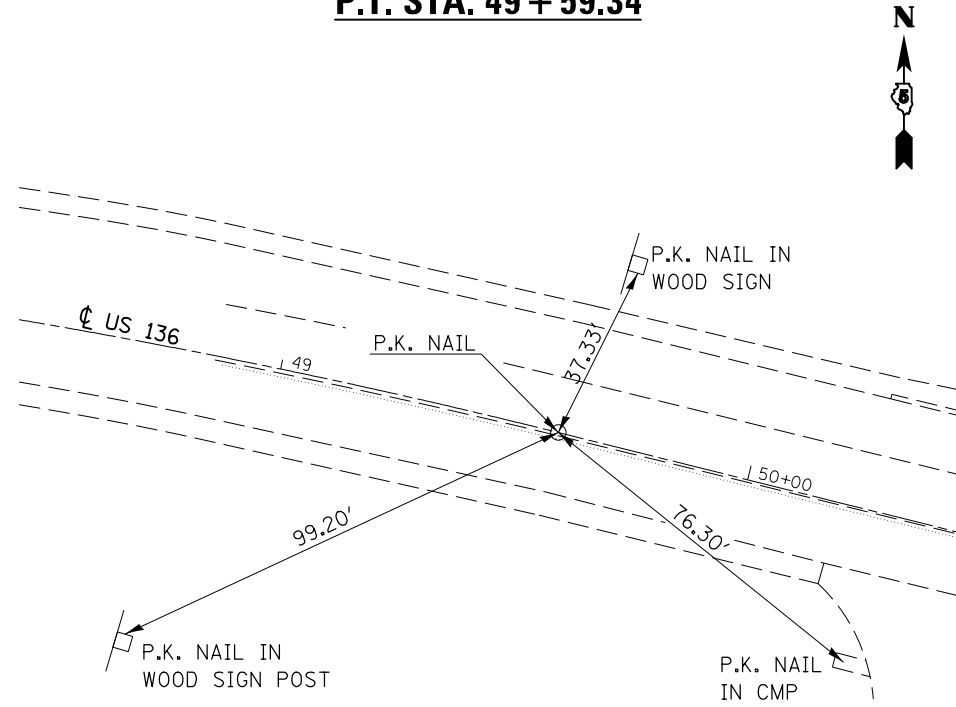 P.T. STA. 49+59.34
N
5
P.K. NAIL IN
WOOD SIGN
℄ US 136
P.K. NAIL
37.33'
49
50+00
99.20'
76.30'
P.K. NAIL IN
WOOD SIGN POST
P.K. NAIL
IN CMP